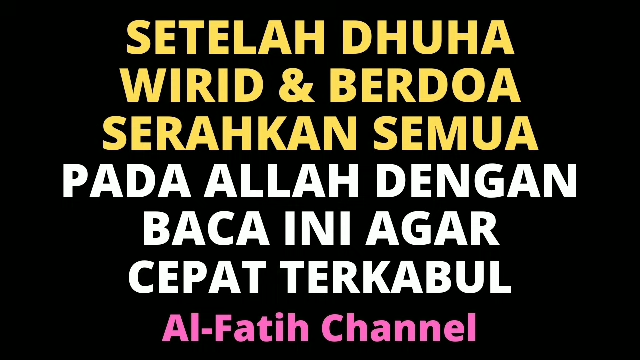 SETELAH DHUHA
WIRID & BERDOA
SERAHKAN SEMUA
PADA ALLAH DENGAN
BACA INI AGAR
CEPAT TERKABUL
Al-Fatih Channel